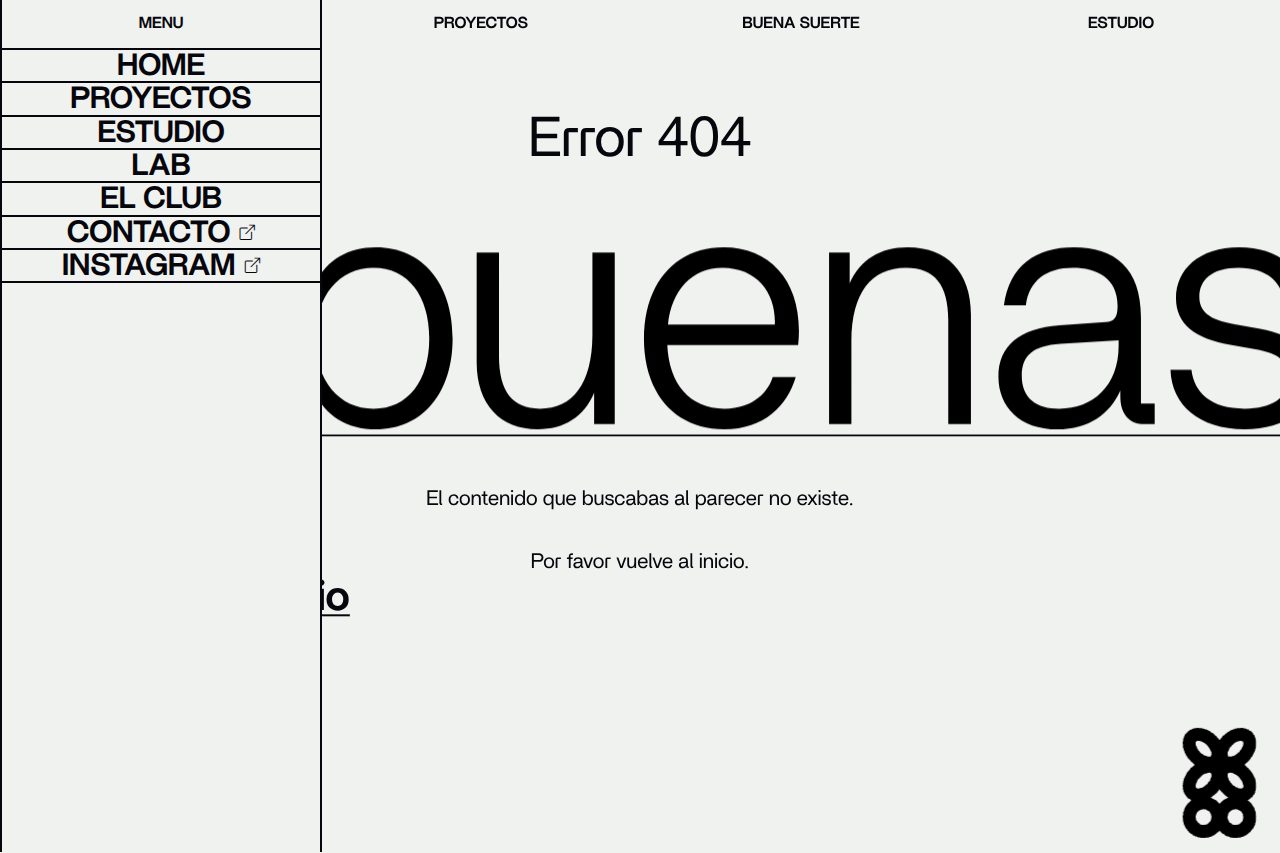 MENU
PROYECTOS
BUENA SUERTE
ESTUDIO
HOME
PROYECTOS
ESTUDIO
LAB
EL CLUB
CONTACTO
INSTAGRAM
Error 404
buenas
El contenido que buscabas al parecer no existe.
Por favor vuelve al inicio.
io